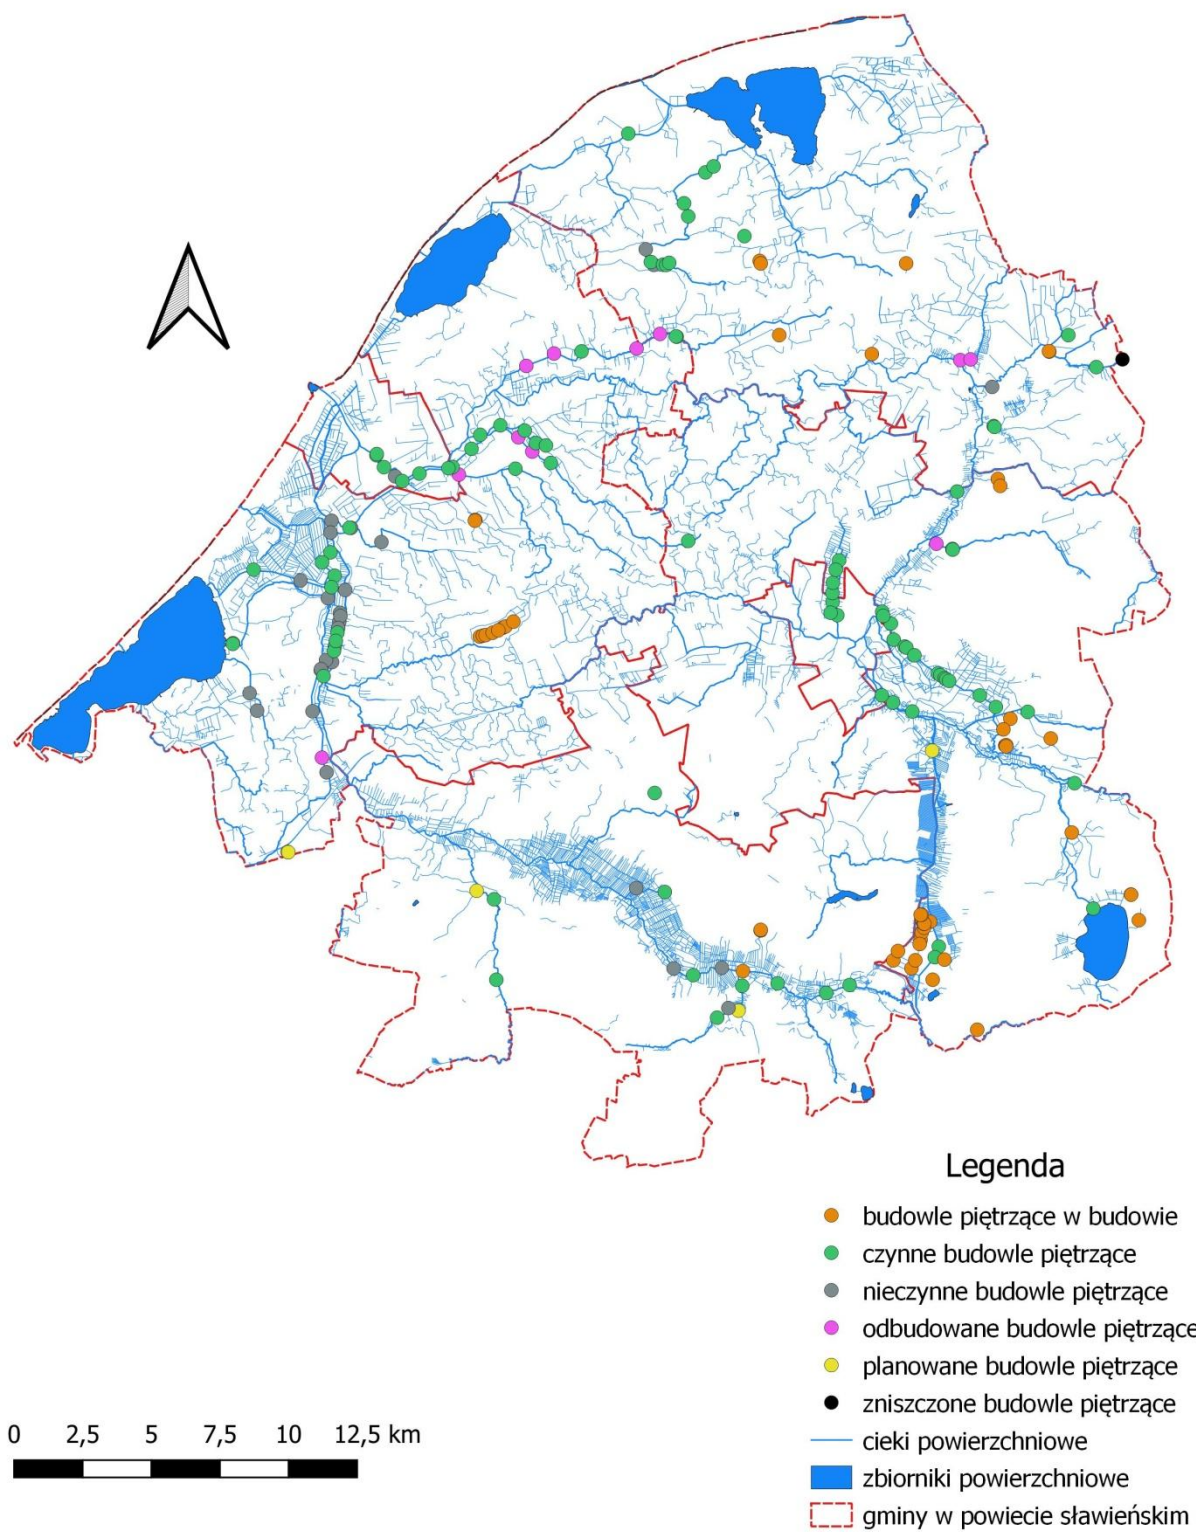 Legenda
budowle piętrzące w budowie
czynne budowle piętrzące
nieczynne budowle piętrzące
odbudowane budowle piętrzące
planowane budowle piętrzące
zniszczone budowle piętrzące
cieki powierzchniowe
zbiorniki powierzchniowe
gminy w powiecie sławieńskim
0 2,5 5 7,5 10 12,5 km